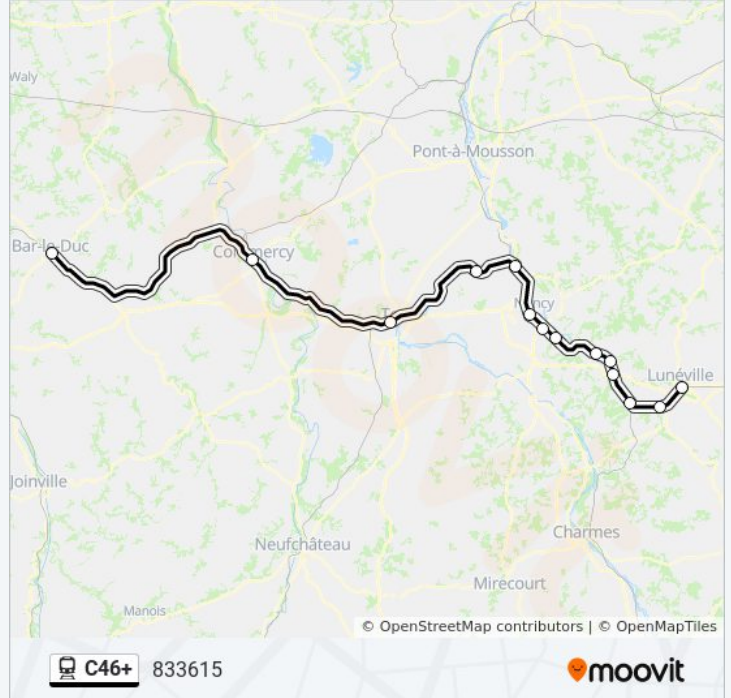 Waly
Pont-à-Mousson
Bar-le-Duc
Commercy
Nancy
Lunéville
Joinville
Charmes
Neufchâteau
Mirecourt
Manois
© OpenStreetMap contributors | © OpenMapTiles
C46+ 833615
moovit